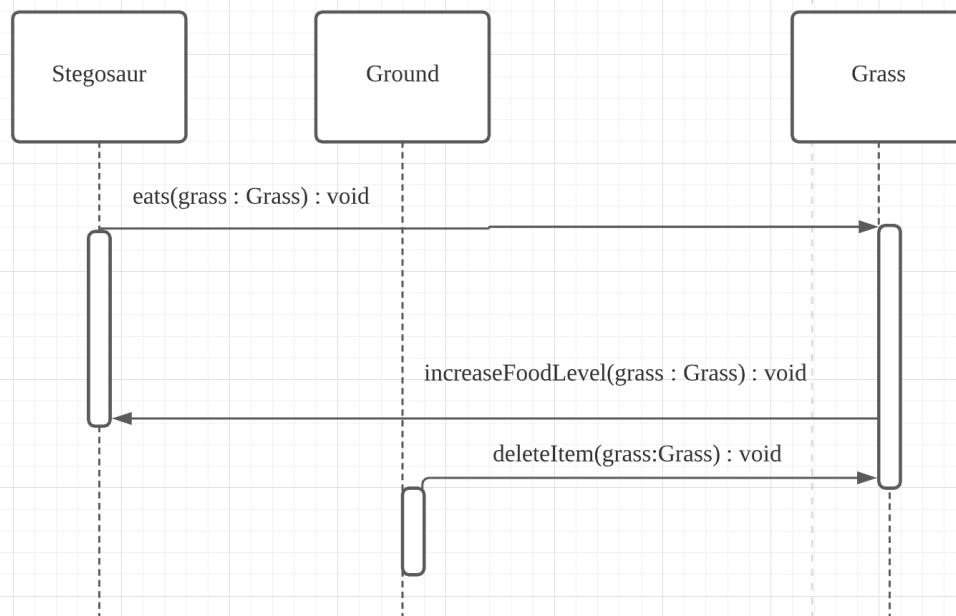 Stegosaur
Ground
Grass
eats(grass : Grass) : void
increaseFoodLevel(grass : Grass) : void
deleteItem(grass:Grass) : void